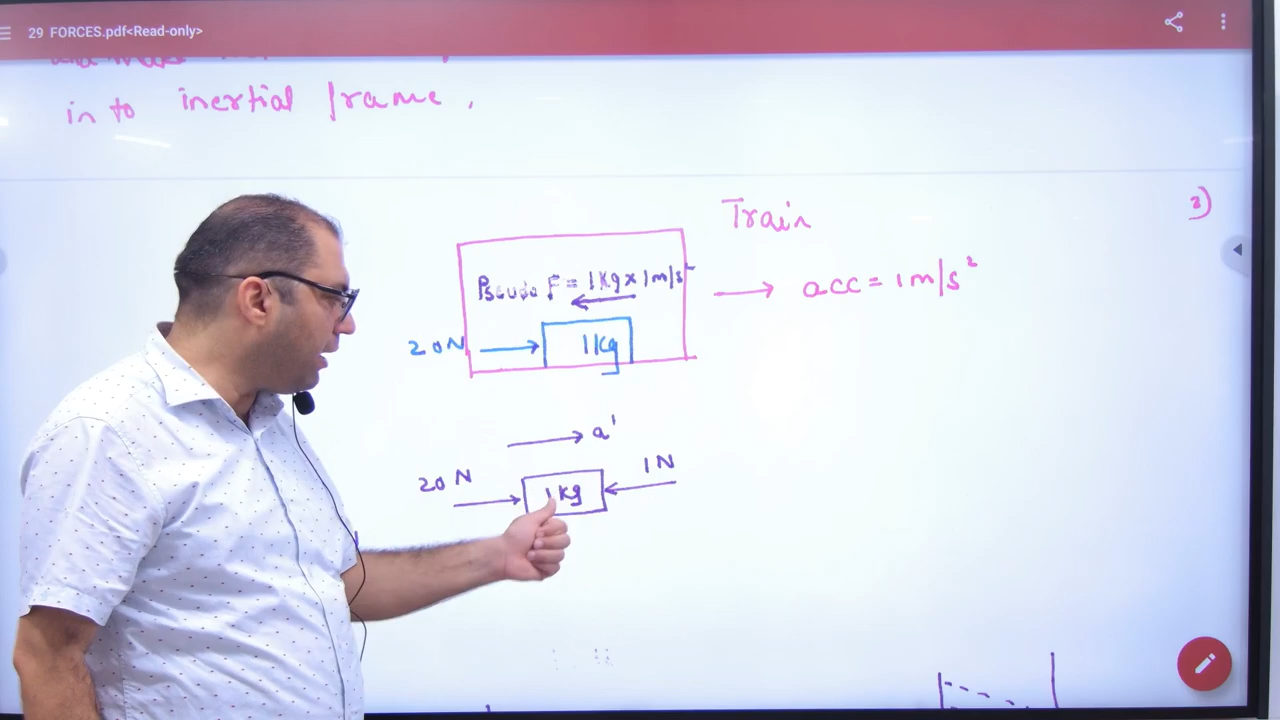 29 FORCES.pdf<Read-only>
in to inertial frame.
Train
3)
Pseudo F = 1Kg x 1m/s²
acc = 1m/s²
20N
1Kg
a'
20N
1N
1Kg